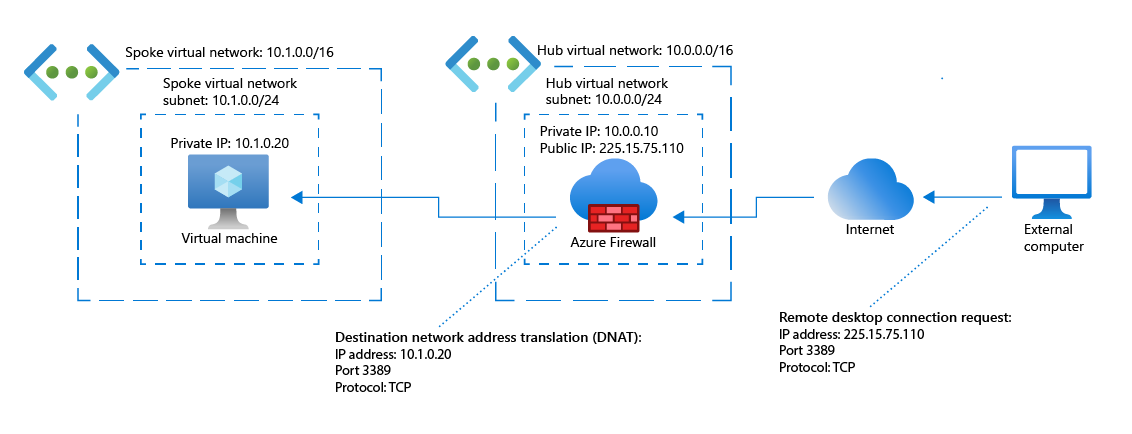 Spoke virtual network: 10.1.0.0/16
Spoke virtual network
subnet: 10.1.0.0/24
Private IP: 10.1.0.20
Virtual machine
Hub virtual network: 10.0.0.0/16
Hub virtual network
subnet: 10.0.0.0/24
Private IP: 10.0.0.10
Public IP: 225.15.75.110
Azure Firewall
Internet
External
computer
Destination network address translation (DNAT):
IP address: 10.1.0.20
Port 3389
Protocol: TCP
Remote desktop connection request:
IP address: 225.15.75.110
Port 3389
Protocol: TCP